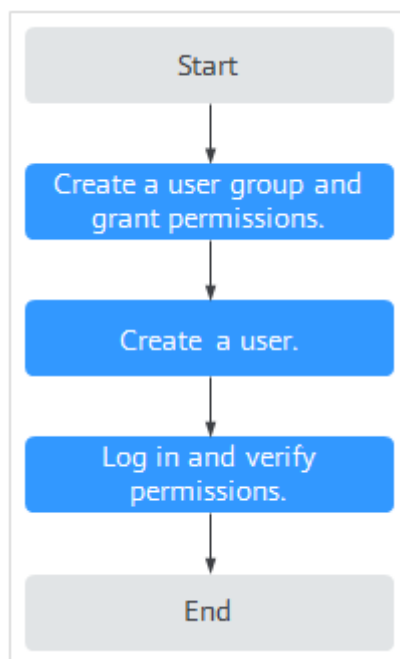 Start
Create a user group and
grant permissions.
Create a user.
Log in and verify
permissions.
End